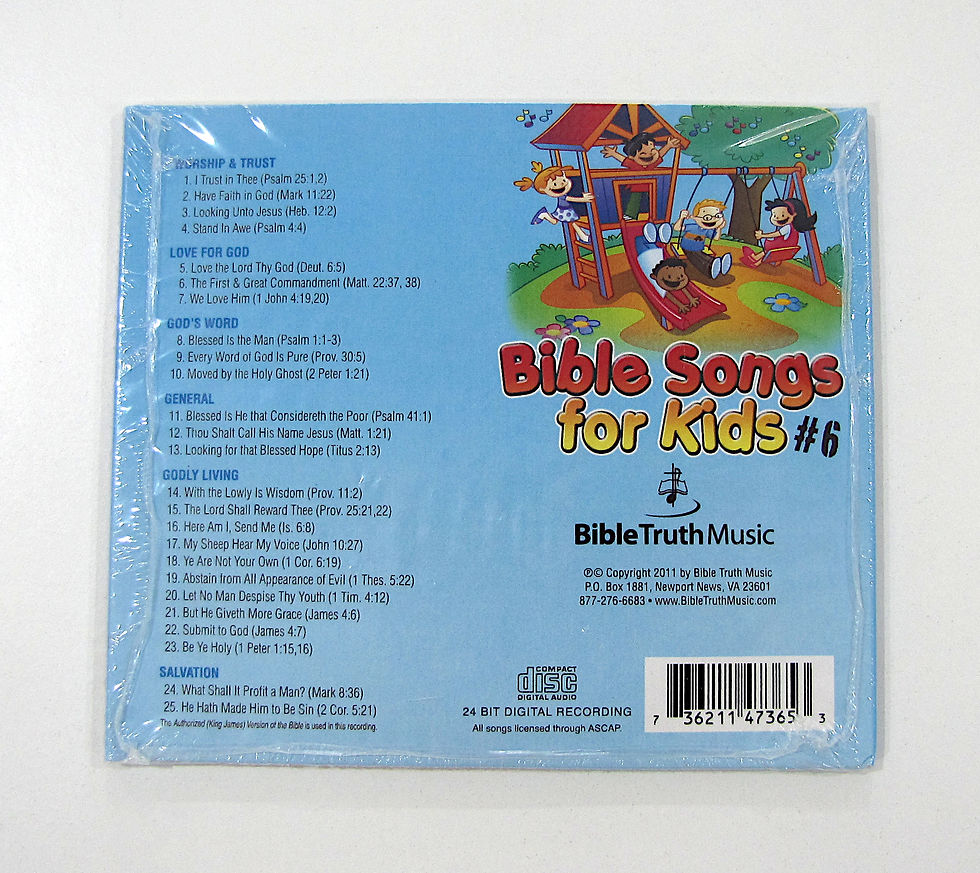 WORSHIP & TRUST
1. I Trust in Thee (Psalm 25:1,2)
2. Have Faith in God (Mark 11:22)
3. Looking Unto Jesus (Heb. 12:2)
4. Stand In Awe (Psalm 4:4)
LOVE FOR GOD
5. Love the Lord Thy God (Deut. 6:5)
6. The First & Great Commandment (Matt. 22:37, 38)
7. We Love Him (1 John 4:19,20)
GOD'S WORD
8. Blessed Is the Man (Psalm 1:1-3)
9. Every Word of God Is Pure (Prov. 30:5)
10. Moved by the Holy Ghost (2 Peter 1:21)
GENERAL
11. Blessed Is He that Considereth the Poor (Psalm 41:1)
12. Thou Shalt Call His Name Jesus (Matt. 1:21)
13. Looking for that Blessed Hope (Titus 2:13)
GODLY LIVING
14. With the Lowly Is Wisdom (Prov. 11:2)
15. The Lord Shall Reward Thee (Prov. 25:21,22)
16. Here Am I, Send Me (Is. 6:8)
17. My Sheep Hear My Voice (John 10:27)
18. Ye Are Not Your Own (1 Cor. 6:19)
19. Abstain from All Appearance of Evil (1 Thes. 5:22)
20. Let No Man Despise Thy Youth (1 Tim. 4:12)
21. But He Giveth More Grace (James 4:6)
22. Submit to God (James 4:7)
23. Be Ye Holy (1 Peter 1:15,16)
SALVATION
24. What Shall It Profit a Man? (Mark 8:36)
25. He Hath Made Him to Be Sin (2 Cor. 5:21)
The Authorized (King James) Version of the Bible is used in this recording.
Bible Songs
for Kids #6
BibleTruthMusic
℗© Copyright 2011 by Bible Truth Music
P.O. Box 1881, Newport News, VA 23601
877-276-6683 • www.BibleTruthMusic.com
COMPACT
disc
DIGITAL AUDIO
24 BIT DIGITAL RECORDING
All songs licensed through ASCAP.
7 36211 47365 3